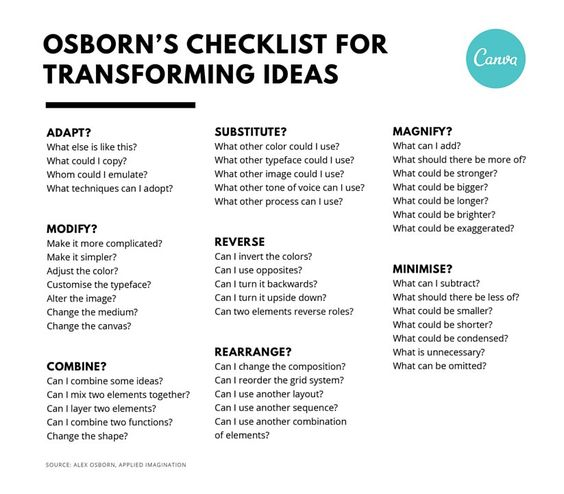 OSBORN'S CHECKLIST FOR
TRANSFORMING IDEAS
Canva
ADAPT?
What else is like this?
What could I copy?
Whom could I emulate?
What techniques can I adopt?
MODIFY?
Make it more complicated?
Make it simpler?
Adjust the color?
Customise the typeface?
Alter the image?
Change the medium?
Change the canvas?
COMBINE?
Can I combine some ideas?
Can I mix two elements together?
Can I layer two elements?
Can I combine two functions?
Change the shape?
SUBSTITUTE?
What other color could I use?
What other typeface could I use?
What other image could I use?
What other tone of voice can I use?
What other process can I use?
REVERSE
Can I invert the colors?
Can I use opposites?
Can I turn it backwards?
Can I turn it upside down?
Can two elements reverse roles?
REARRANGE?
Can I change the composition?
Can I reorder the grid system?
Can I use another layout?
Can I use another sequence?
Can I use another combination
of elements?
MAGNIFY?
What can I add?
What should there be more of?
What could be stronger?
What could be bigger?
What could be longer?
What could be brighter?
What could be exaggerated?
MINIMISE?
What can I subtract?
What should there be less of?
What could be smaller?
What could be shorter?
What could be condensed?
What is unnecessary?
What can be omitted?
SOURCE: ALEX OSBORN, APPLIED IMAGINATION